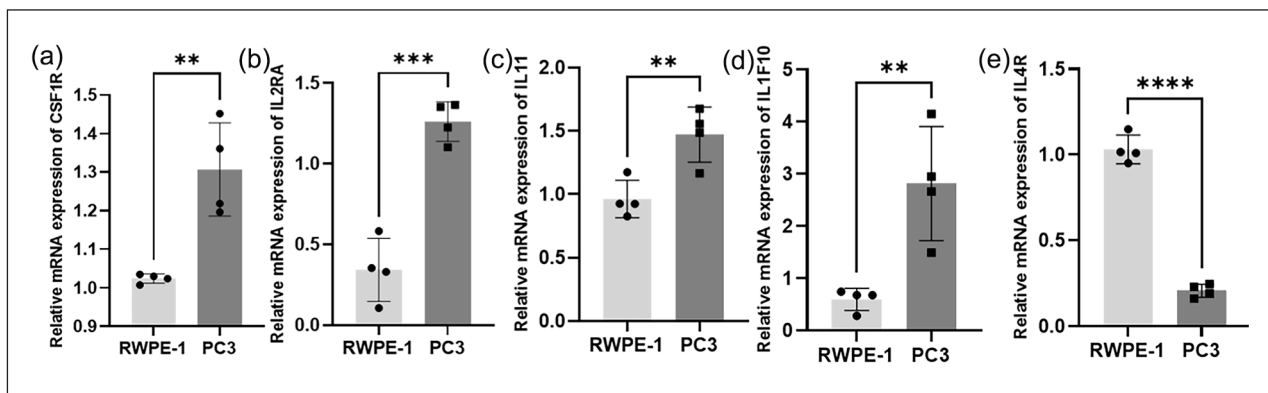 (a)
**
Relative mRNA expression of CSF1R
1.5
1.4
1.3
1.2
1.1
1.0
0.9
RWPE-1 PC3
(b)
***
Relative mRNA expression of IL2RA
1.5
1.0
0.5
0.0
RWPE-1 PC3
(c)
**
Relative mRNA expression of IL11
2.0
1.5
1.0
0.5
0.0
RWPE-1 PC3
(d)
**
Relative mRNA expression of IL1F10
5
4
3
2
1
0
RWPE-1 PC3
(e)
****
Relative mRNA expression of IL4R
1.5
1.0
0.5
0.0
RWPE-1 PC3